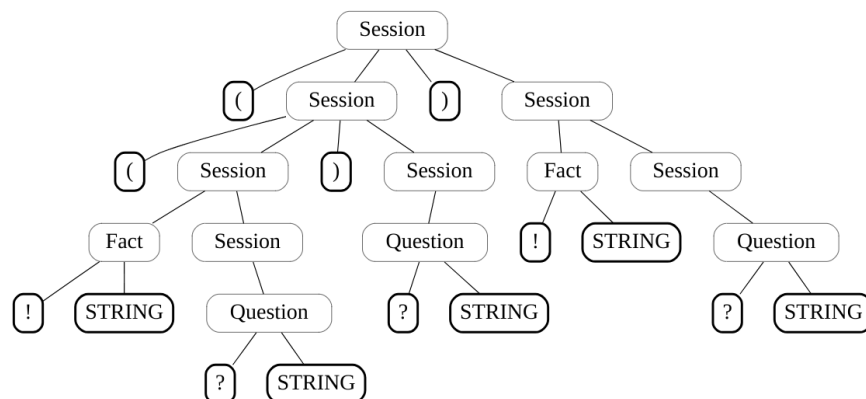 Session
( Session ) Session
( Session ) Session Fact Session
Fact Session Question ! STRING Question
! STRING Question ? STRING ? STRING
? STRING